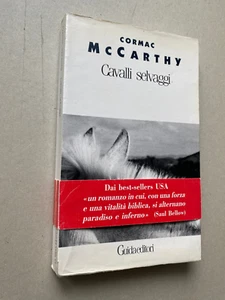 CORMAC
McCARTHY
Cavalli selvaggi
Dai best-sellers USA
«un romanzo in cui, con una forza
e una vitalità biblica, si alternano
paradiso e inferno» (Saul Bellow)
Guida editori